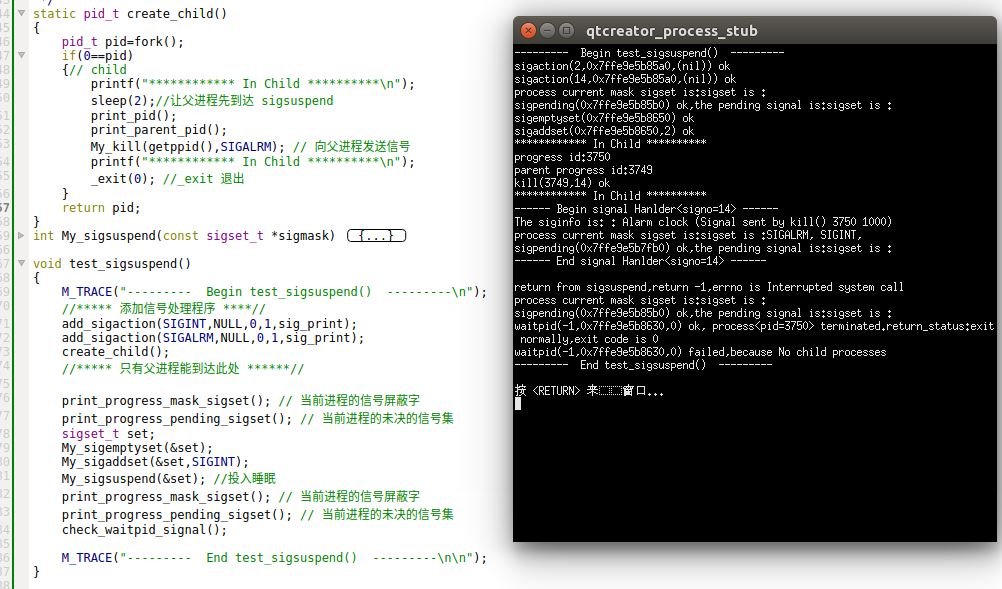 */
static pid_t create_child()
{
pid_t pid=fork();
if(0==pid)
{// child
printf("************ In Child **********\n");
sleep(2);//让父进程先到达 sigsuspend
print_pid();
print_parent_pid();
My_kill(getppid(),SIGALRM); // 向父进程发送信号
printf("************ In Child **********\n");
_exit(0); //_exit 退出
}
return pid;
}
int My_sigsuspend(const sigset_t *sigmask) {...}
void test_sigsuspend()
{
M_TRACE("---------  Begin test_sigsuspend()  ---------\n");
//***** 添加信号处理程序 ****//
add_sigaction(SIGINT,NULL,0,1,sig_print);
add_sigaction(SIGALRM,NULL,0,1,sig_print);
create_child();
//***** 只有父进程能到达此处 ******//
print_progress_mask_sigset(); // 当前进程的信号屏蔽字
print_progress_pending_sigset(); // 当前进程的未决的信号集
sigset_t set;
My_sigemptyset(&set);
My_sigaddset(&set,SIGINT);
My_sigsuspend(&set); //投入睡眠
print_progress_mask_sigset(); // 当前进程的信号屏蔽字
print_progress_pending_sigset(); // 当前进程的未决的信号集
check_waitpid_signal();
M_TRACE("---------  End test_sigsuspend()  ---------\n\n");
}
qtcreator_process_stub
---------  Begin test_sigsuspend()  ---------
sigaction(2,0x7ffe9e5b85a0,(nil)) ok
sigaction(14,0x7ffe9e5b85a0,(nil)) ok
process current mask sigset is:sigset is :
sigpending(0x7ffe9e5b85b0) ok,the pending signal is:sigset is :
sigemptyset(0x7ffe9e5b8650) ok
sigaddset(0x7ffe9e5b8650,2) ok
************ In Child **********
progress id:3750
parent progress id:3749
kill(3749,14) ok
************ In Child **********
------ Begin signal Hanlder<signo=14> ------
The siginfo is: : Alarm clock (Signal sent by kill() 3750 1000)
process current mask sigset is:sigset is :SIGALRM, SIGINT,
sigpending(0x7ffe9e5b7fb0) ok,the pending signal is:sigset is :
------ End signal Hanlder<signo=14> ------
return from sigsuspend,return -1,errno is Interrupted system call
process current mask sigset is:sigset is :
sigpending(0x7ffe9e5b85b0) ok,the pending signal is:sigset is :
waitpid(-1,0x7ffe9e5b8630,0) ok, process<pid=3750> terminated.return_status:exit
normally,exit code is 0
waitpid(-1,0x7ffe9e5b8630,0) failed,because No child processes
---------  End test_sigsuspend()  ---------
按 <RETURN> 来窗口...